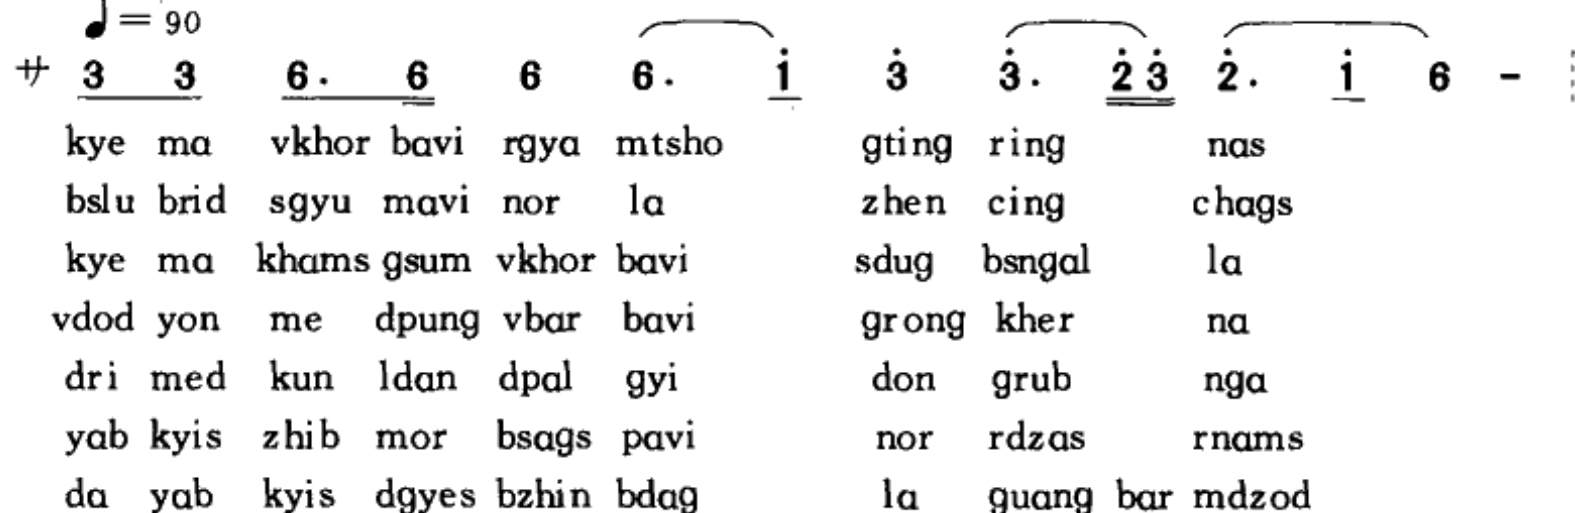 ♩= 90
サ 3 3 6. 6 6 6. i 3 3. 2 3 2. i 6 –
kye ma vkhor bavi rgya mtsho gting ring nas
bslu brid sgyu mavi nor la zhen cing chags
kye ma khams gsum vkhor bavi sdug bsngal la
vdod yon me dpung vbar bavi grong kher na
dri med kun ldan dpal gyi don grub nga
yab kyis zhib mor bsags pavi nor rdzas rnams
da yab kyis dgyes bzhin bdag la guang bar mdzod